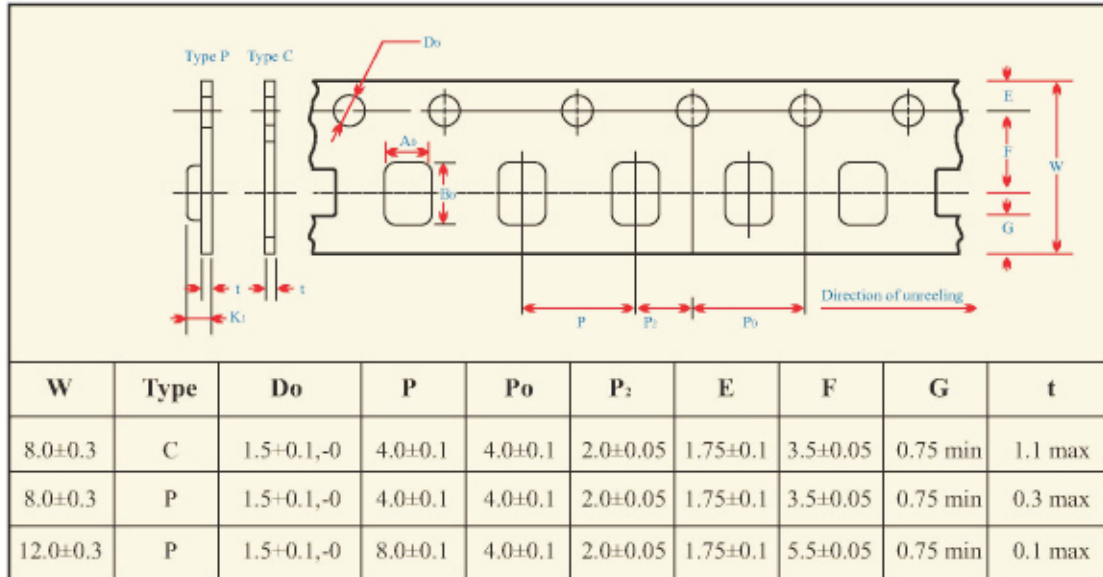 Do
Type P Type C
E
A₀
F
W
B₀
G
t t
Direction of unreeling
K₁
P P₂ P₀
W Type Do P Po P₂ E F G t
8.0±0.3 C 1.5+0.1,-0 4.0±0.1 4.0±0.1 2.0±0.05 1.75±0.1 3.5±0.05 0.75 min 1.1 max
8.0±0.3 P 1.5+0.1,-0 4.0±0.1 4.0±0.1 2.0±0.05 1.75±0.1 3.5±0.05 0.75 min 0.3 max
12.0±0.3 P 1.5+0.1,-0 8.0±0.1 4.0±0.1 2.0±0.05 1.75±0.1 5.5±0.05 0.75 min 0.1 max